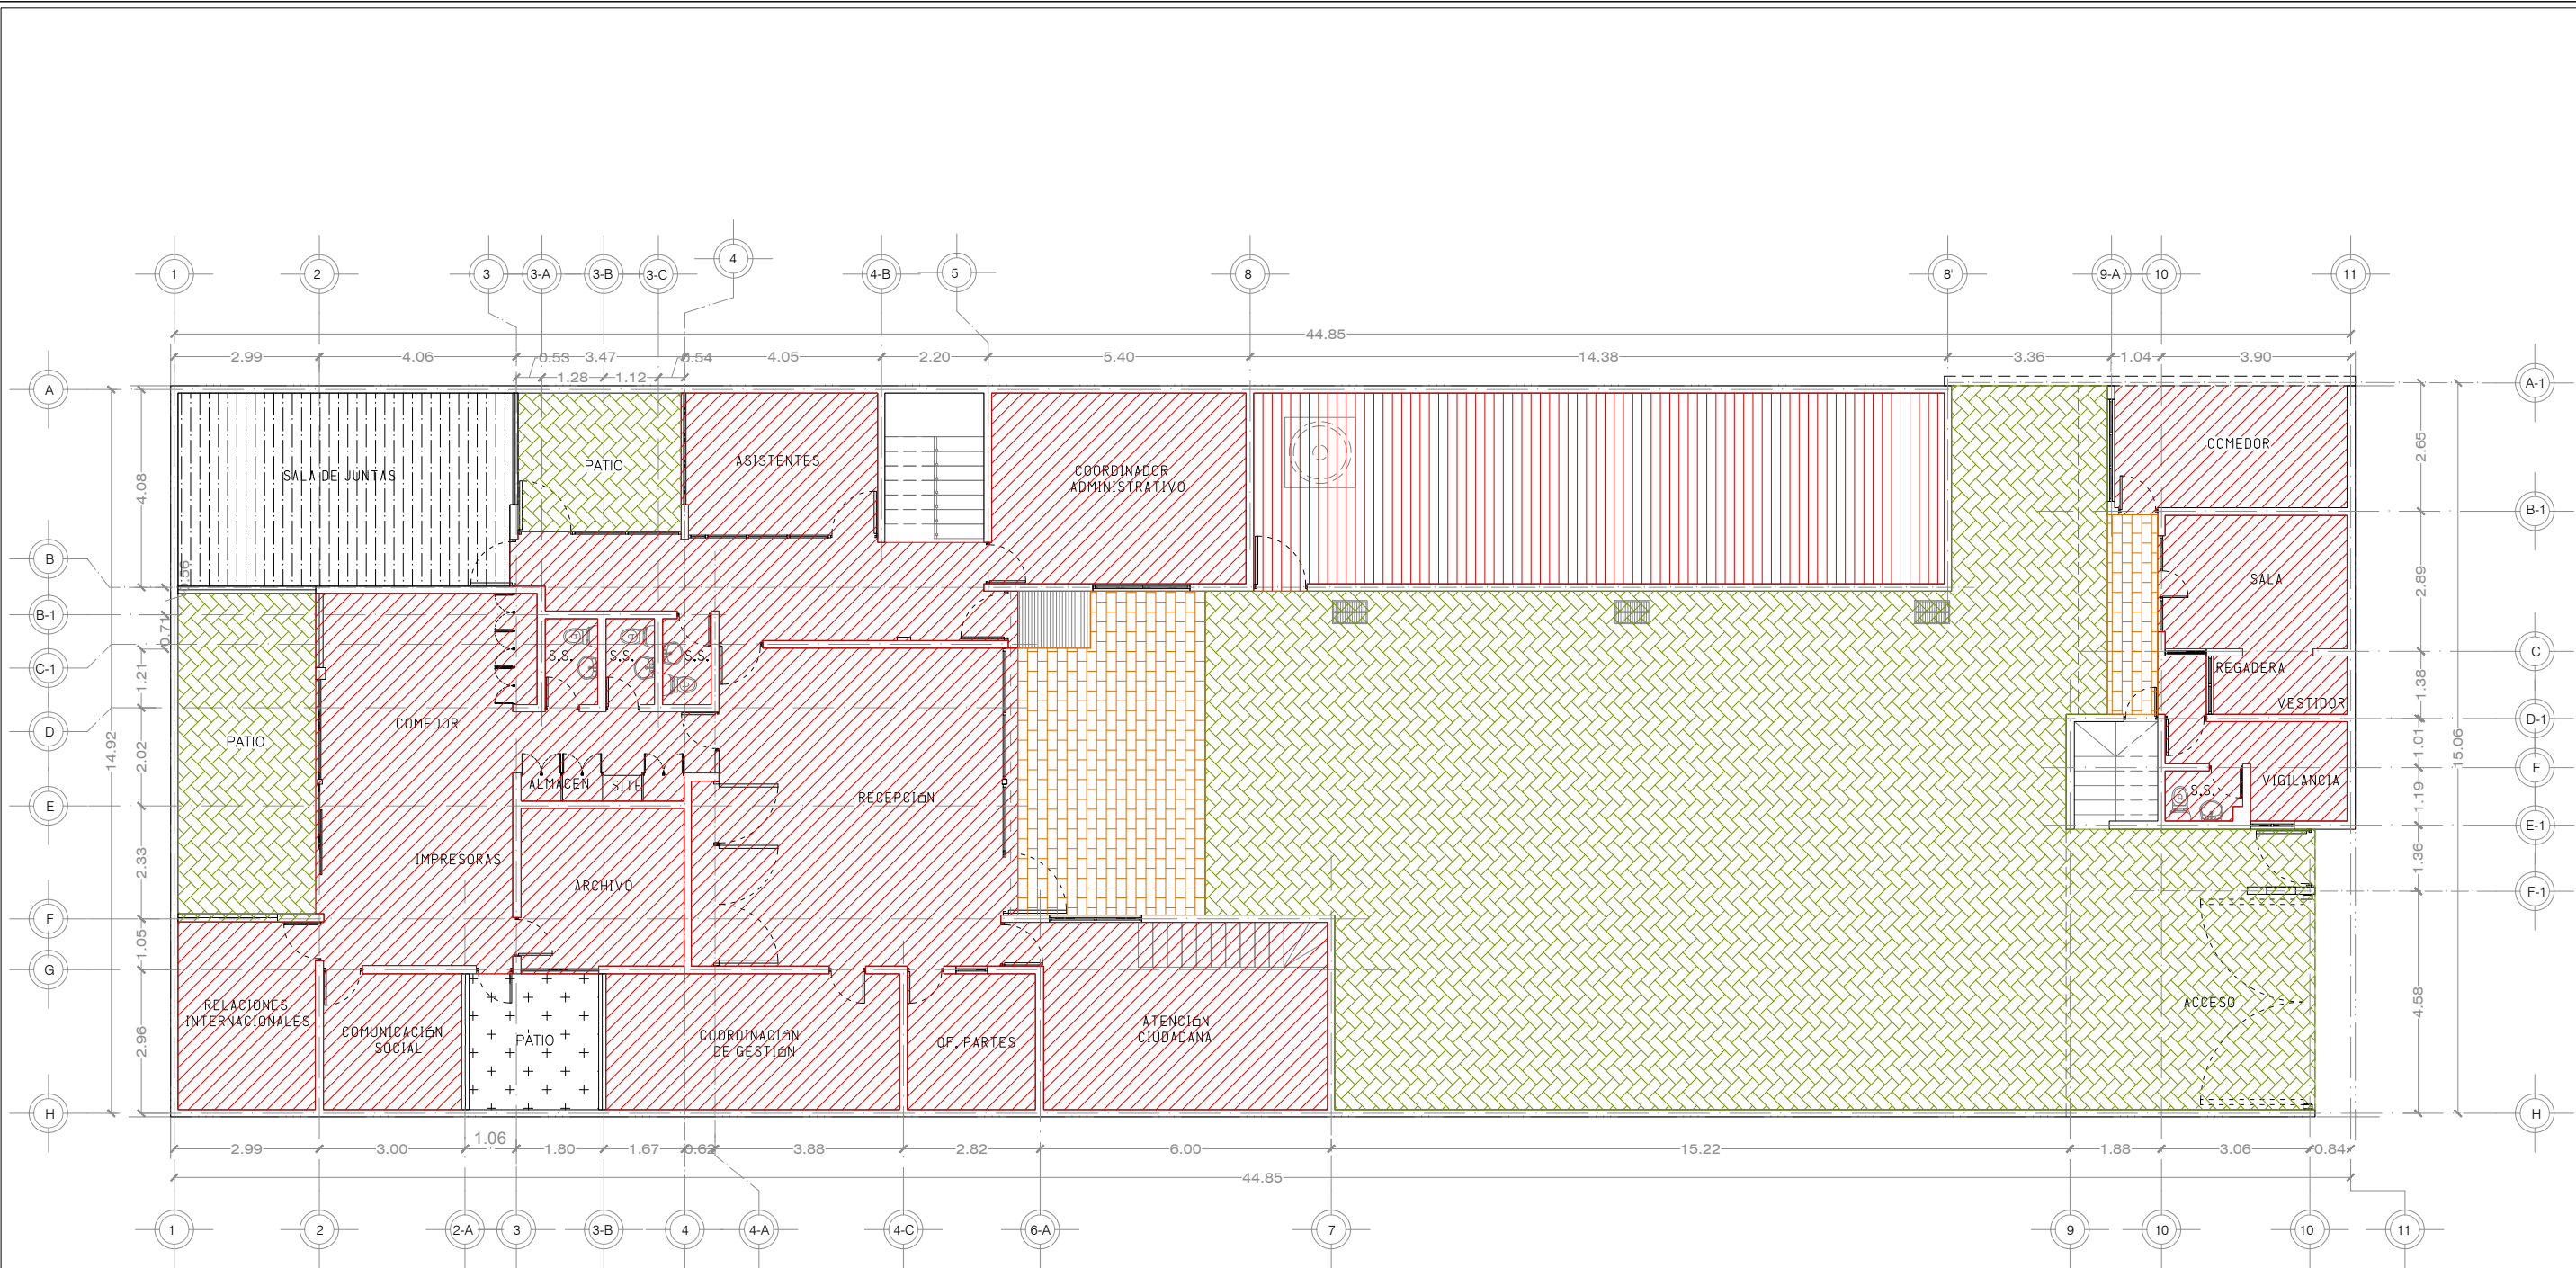 4
1
2
3
3-A
3-B
3-C
4-B
5
8
8'
9-A
10
11
44.85
2.99
4.06
0.53
3.47
0.54
4.05
2.20
5.40
14.38
3.36
1.04
3.90
1.28
1.12
A
A-1
SALA DE JUNTAS
PATIO
ASISTENTES
COORDINADOR
ADMINISTRATIVO
COMEDOR
4.08
2.65
B-1
B
0.56
SALA
2.89
B-1
0.71
C-1
S.S.
S.S.
S.S.
C
REGADERA
1.21
1.38
VESTIDOR
D
COMEDOR
PATIO
D-1
14.92
2.02
1.01
15.06
E
ALMACEN
SITE
VIGILANCIA
S.S.
RECEPCIóN
1.19
E
E-1
2.33
IMPRESORAS
ARCHIVO
1.36
F-1
F
1.05
G
RELACIONES
INTERNACIONALES
COMUNICACIóN
SOCIAL
PATIO
COORDINACIóN
DE GESTIóN
OF. PARTES
ATENCIóN
CIUDADANA
ACCESO
4.58
2.96
H
H
2.99
3.00
1.06
1.80
1.67
0.62
3.88
2.82
6.00
15.22
1.88
3.06
0.84
44.85
1
2
2-A
3
3-B
4
4-A
4-C
6-A
7
9
10
10
11